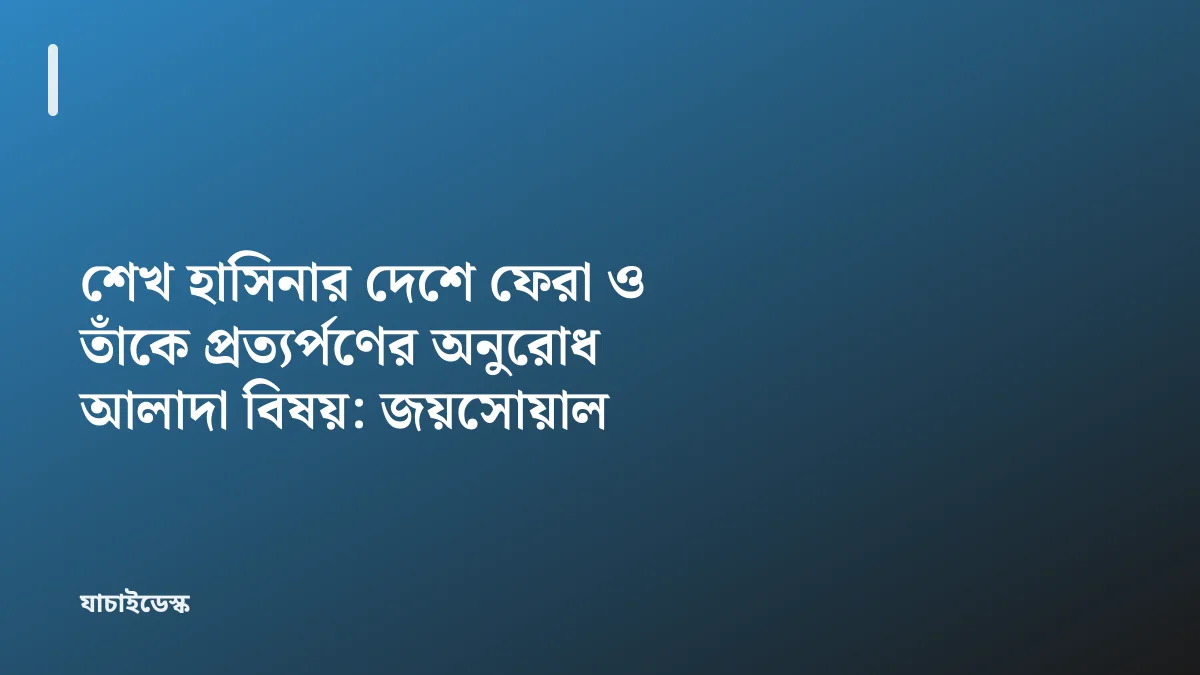 শেখ হাসিনার দেশে ফেরা ও
তাঁকে প্রত্যর্পণের অনুরোধ
আলাদা বিষয়: জয়সোয়াল
যাচাইডেস্ক